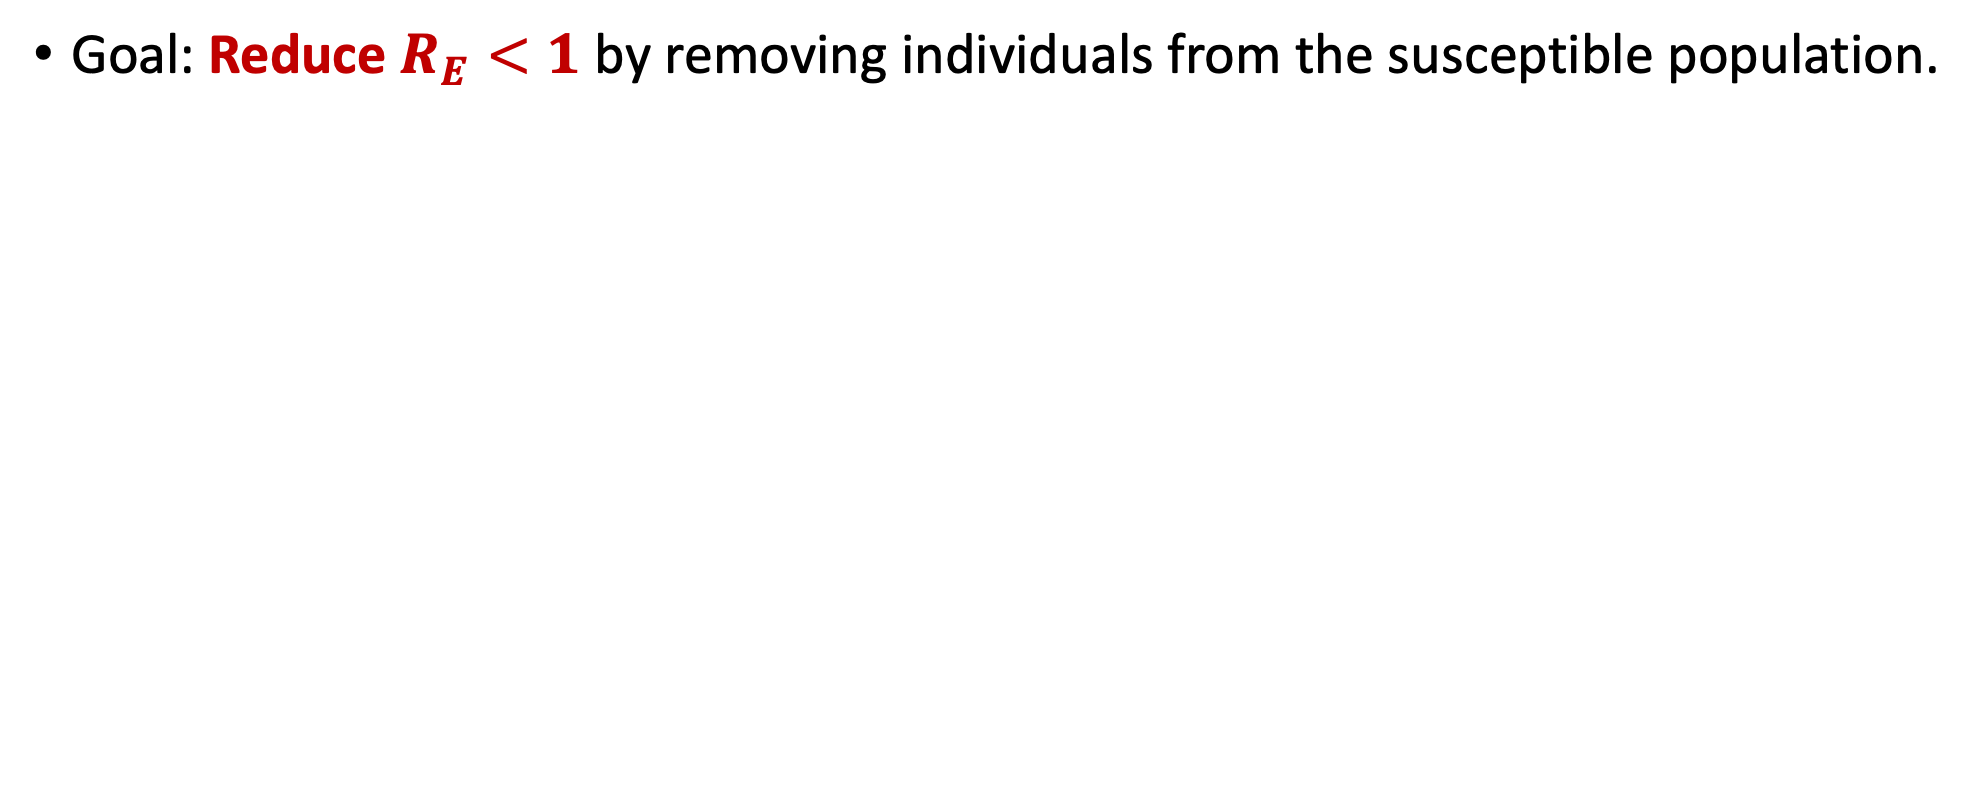 • Goal: Reduce R_E < 1 by removing individuals from the susceptible population.